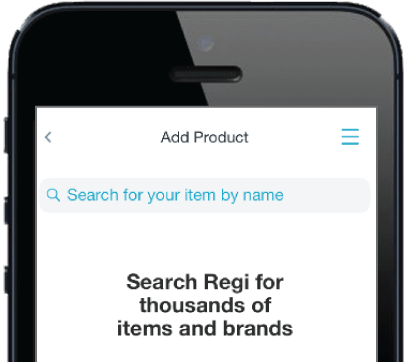 Add Product
Search for your item by name
Search Regi for
thousands of
items and brands